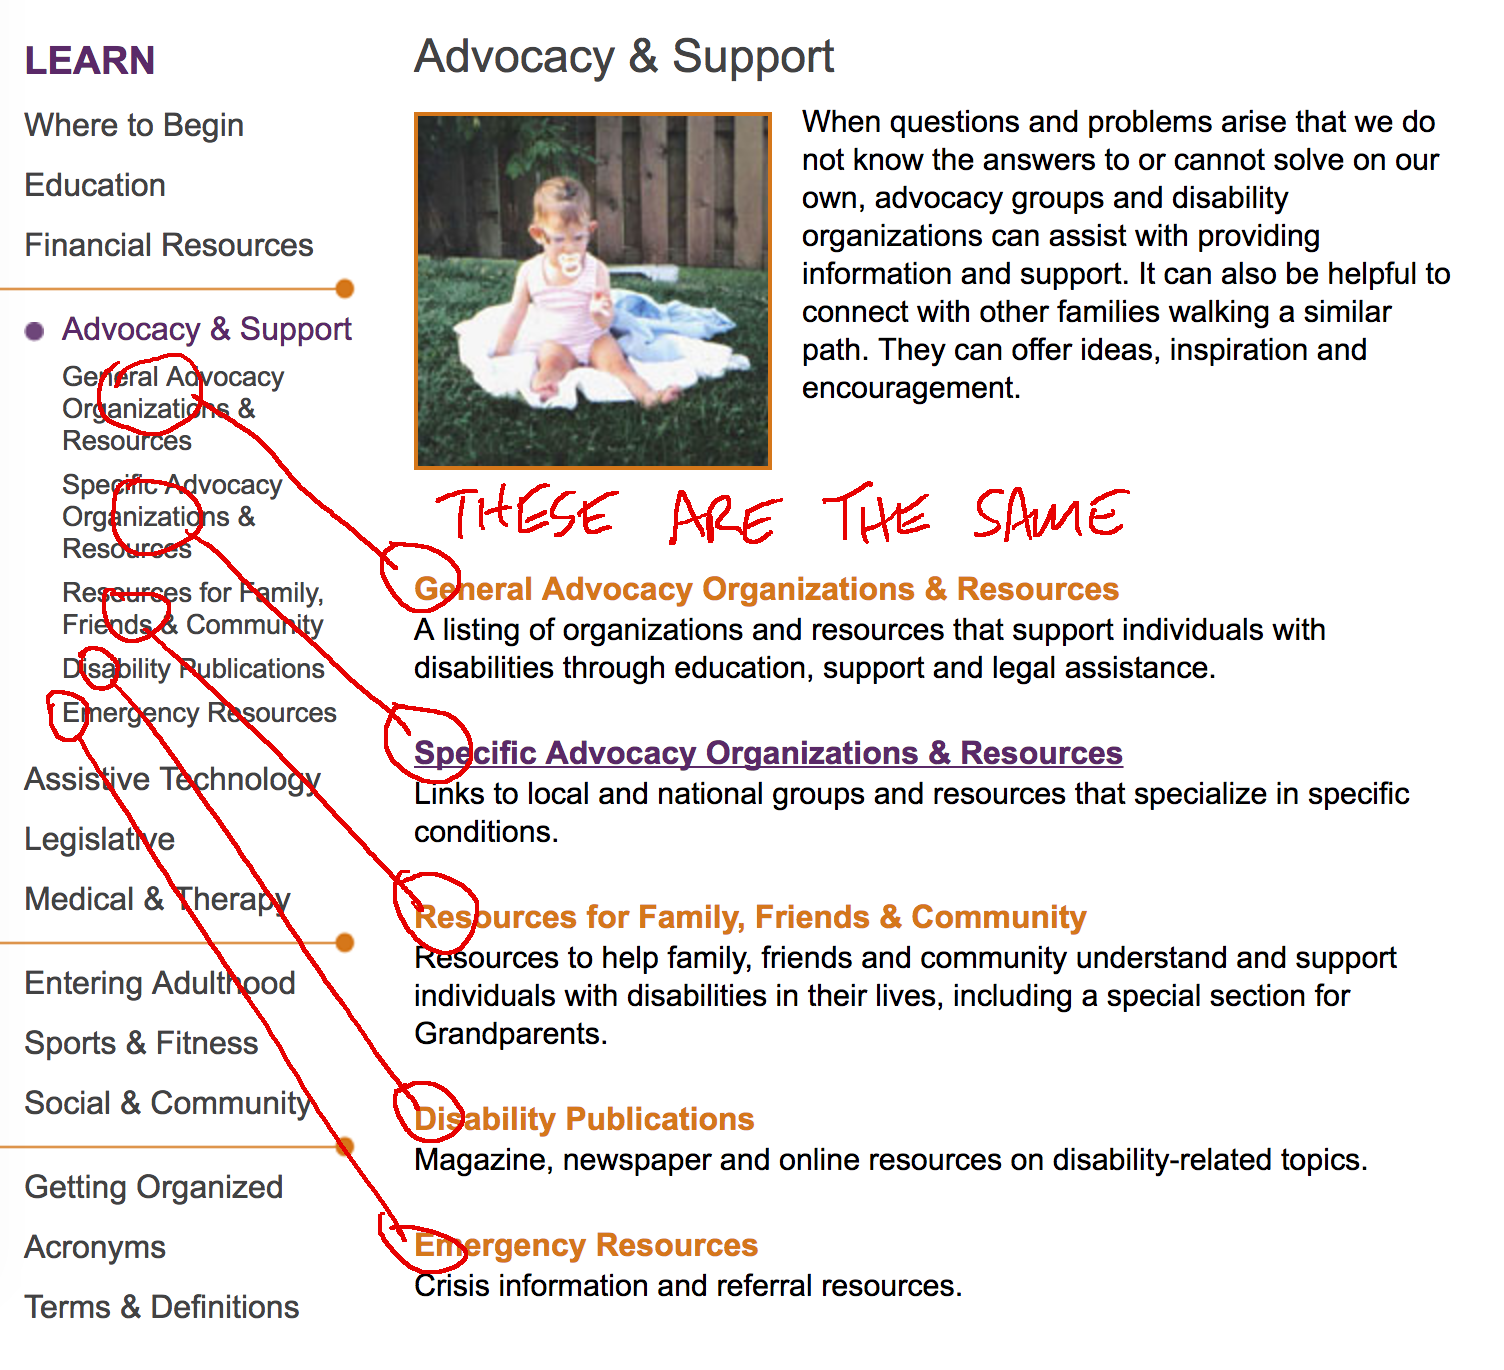 LEARN
Where to Begin
Education
Financial Resources
Advocacy & Support
General Advocacy
Organizations &
Resources
Specific Advocacy
Organizations &
Resources
Resources for Family,
Friends & Community
Disability Publications
Emergency Resources
Assistive Technology
Legislative
Medical & Therapy
Entering Adulthood
Sports & Fitness
Social & Community
Getting Organized
Acronyms
Terms & Definitions
Advocacy & Support
When questions and problems arise that we do
not know the answers to or cannot solve on our
own, advocacy groups and disability
organizations can assist with providing
information and support. It can also be helpful to
connect with other families walking a similar
path. They can offer ideas, inspiration and
encouragement.
THESE ARE THE SAME
General Advocacy Organizations & Resources
A listing of organizations and resources that support individuals with
disabilities through education, support and legal assistance.
Specific Advocacy Organizations & Resources
Links to local and national groups and resources that specialize in specific
conditions.
Resources for Family, Friends & Community
Resources to help family, friends and community understand and support
individuals with disabilities in their lives, including a special section for
Grandparents.
Disability Publications
Magazine, newspaper and online resources on disability-related topics.
Emergency Resources
Crisis information and referral resources.